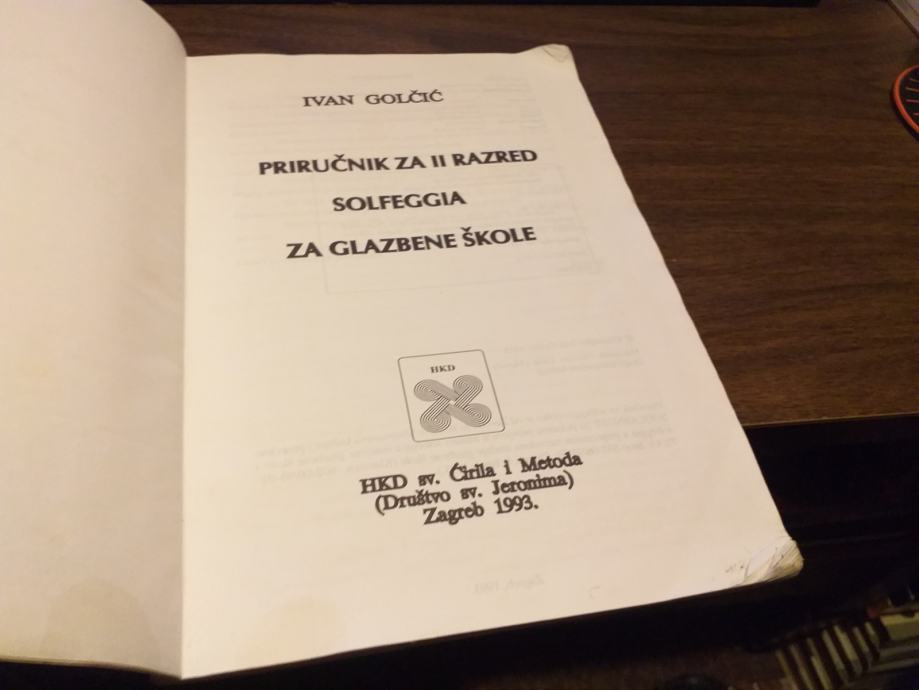 IVAN GOLČIĆ
PRIRUČNIK ZA II RAZRED
SOLFEGGIA
ZA GLAZBENE ŠKOLE
HKD
HKD sv. Ćirila i Metoda
(Društvo sv. Jeronima)
Zagreb 1993.